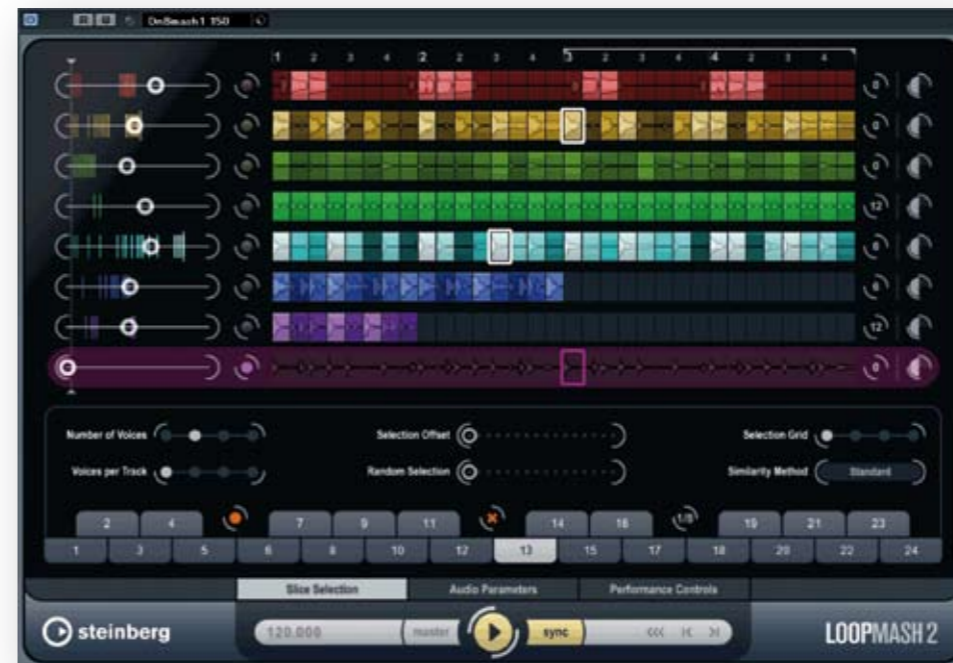 DnBmash1 150
1 2 3 4 2 2 3 4 3 2 3 4 4 2 3 4
0
0
0
12
0
0
12
0
Number of Voices Selection Offset Selection Grid
Voices per Track Random Selection Similarity Method Standard
2 4 7 9 11 14 16 1/8 19 21 23
1 3 5 6 8 10 12 13 15 17 18 20 22 24
Slice Selection Audio Parameters Performance Controls
steinberg 120.000 master sync LOOPMASH 2